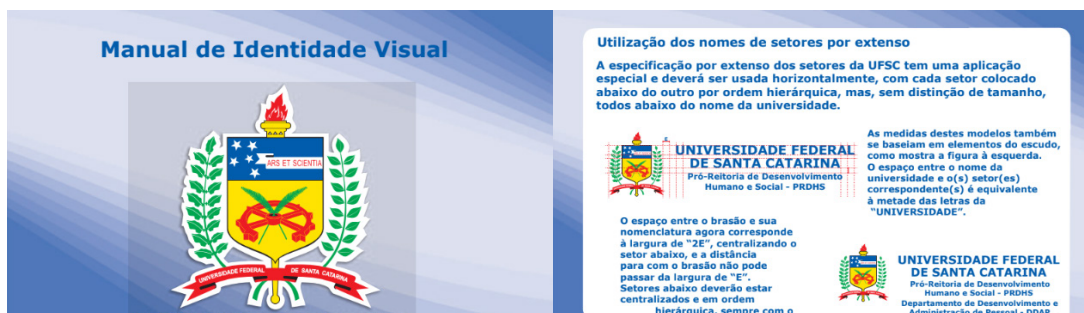 Manual de Identidade Visual
ARS ET SCIENTIA
UNIVERSIDADE FEDERAL DE SANTA CATARINA
Utilização dos nomes de setores por extenso
A especificação por extenso dos setores da UFSC tem uma aplicação
especial e deverá ser usada horizontalmente, com cada setor colocado
abaixo do outro por ordem hierárquica, mas, sem distinção de tamanho,
todos abaixo do nome da universidade.
UNIVERSIDADE FEDERAL
DE SANTA CATARINA
Pró-Reitoria de Desenvolvimento
Humano e Social - PRDHS
As medidas destes modelos também
se baseiam em elementos do escudo,
como mostra a figura à esquerda.
O espaço entre o nome da
universidade e o(s) setor(es)
correspondente(s) é equivalente
à metade das letras da
"UNIVERSIDADE".
O espaço entre o brasão e sua
nomenclatura agora corresponde
à largura de "2E", centralizando o
setor abaixo, e a distância
para com o brasão não pode
passar da largura de "E".
Setores abaixo deverão estar
centralizados e em ordem
hierárquica, sempre com o
UNIVERSIDADE FEDERAL
DE SANTA CATARINA
Pró-Reitoria de Desenvolvimento
Humano e Social - PRDHS
Departamento de Desenvolvimento e
Administração de Pessoal - DDAP